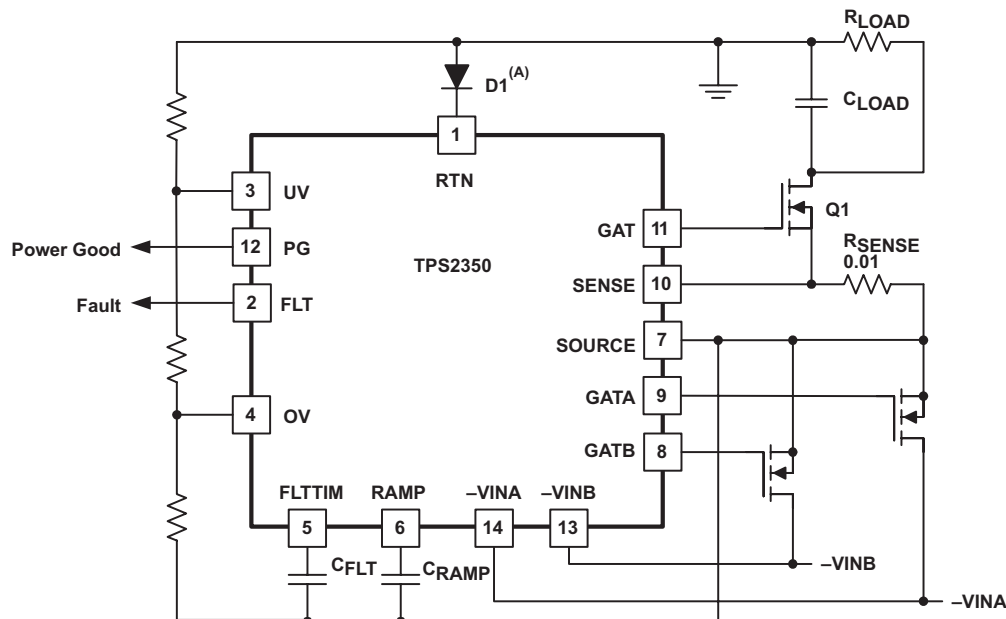 RLOAD
D1(A)
CLOAD
1
RTN
3
UV
Q1
GAT
11
Power Good
12
PG
RSENSE
0.01
TPS2350
SENSE
10
Fault
2
FLT
SOURCE
7
GATA
9
4
OV
GATB
8
FLTTIM
RAMP
–VINA
–VINB
5
6
14
13
CFLT
CRAMP
–VINB
–VINA